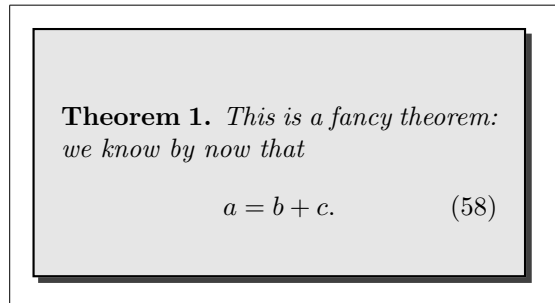 Theorem 1. This is a fancy theorem:
we know by now that
a = b + c. (58)